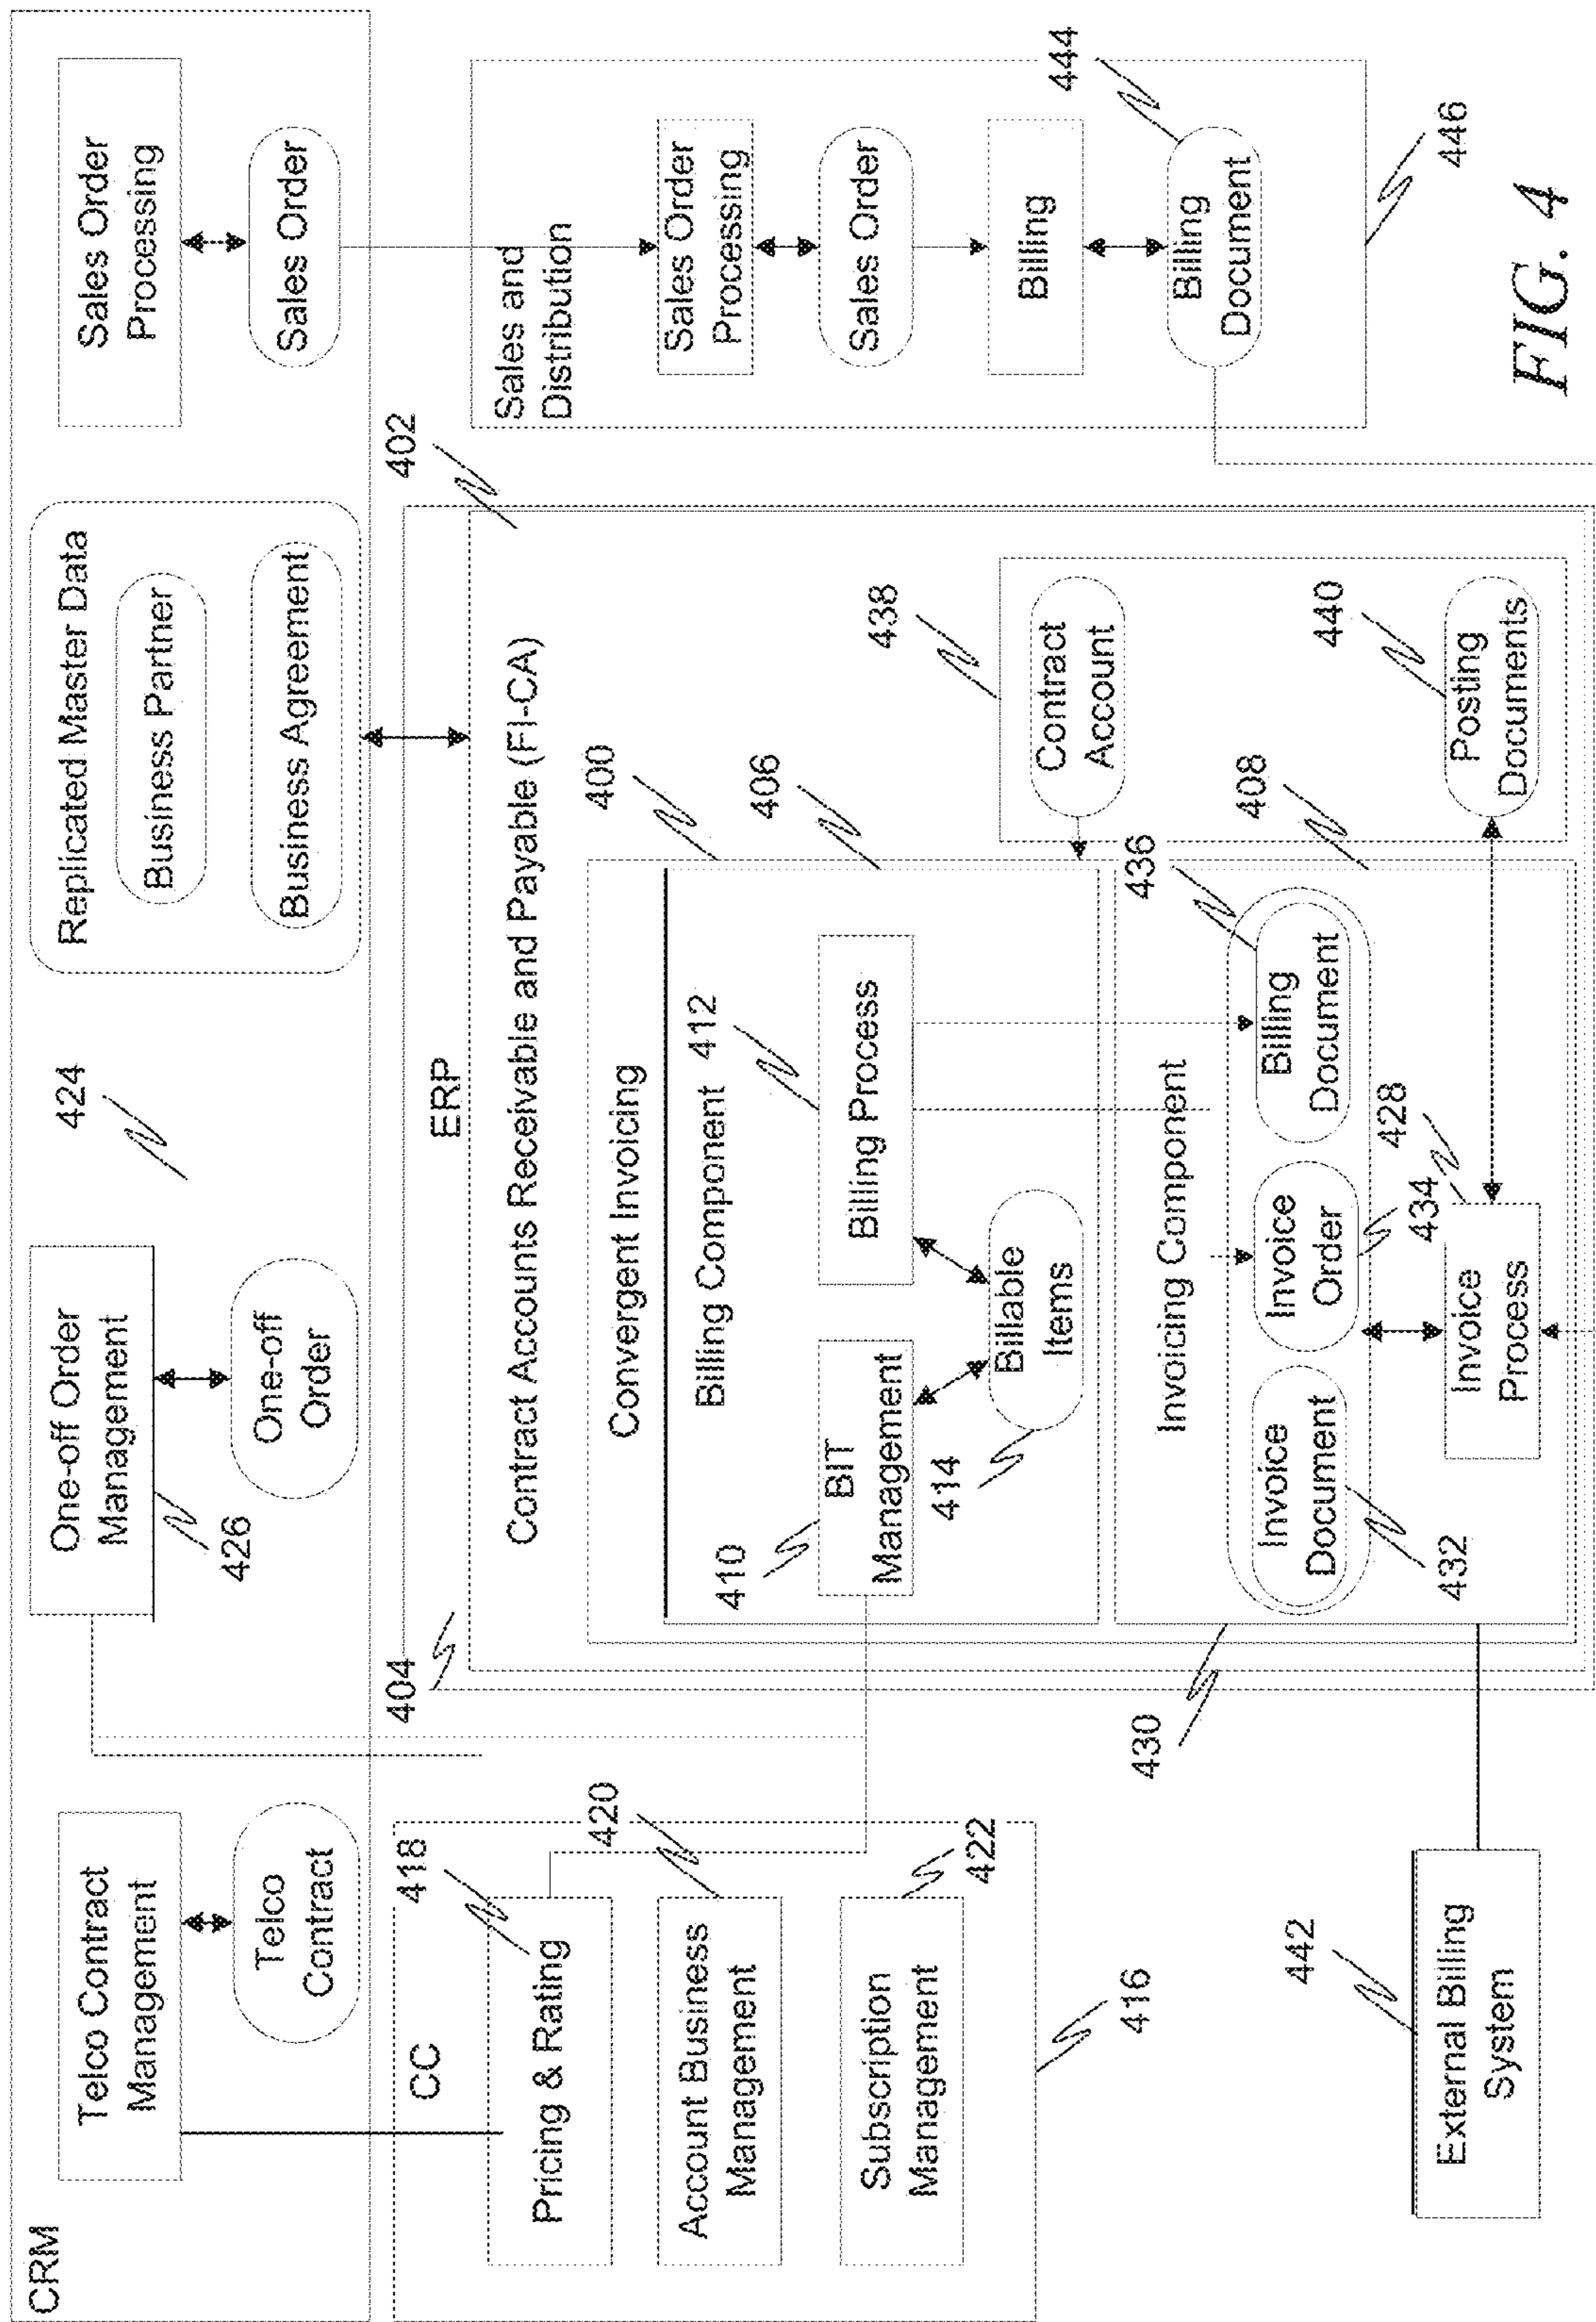 CRM
Telco Contract
Management
Telco
Contract
One-off Order
Management
426
One-off
Order
424
Replicated Master Data
Business Partner
Business Agreement
Sales Order
Processing
Sales Order
CC
418
Pricing & Rating
420
Account Business
Management
422
Subscription
Management
416
442
External Billing
System
404
ERP
402
Contract Accounts Receivable and Payable (FI-CA)
400
Convergent Invoicing
406
Billing Component
412
410
BIT
Management
Billing Process
414
Billable
Items
438
Contract
Account
436
Invoicing Component
Invoice
Document
Invoice
Order
Billing
Document
432
434
428
430
Invoice
Process
408
440
Posting
Documents
Sales and
Distribution
Sales Order
Processing
Sales Order
Billing
444
Billing
Document
446
FIG. 4